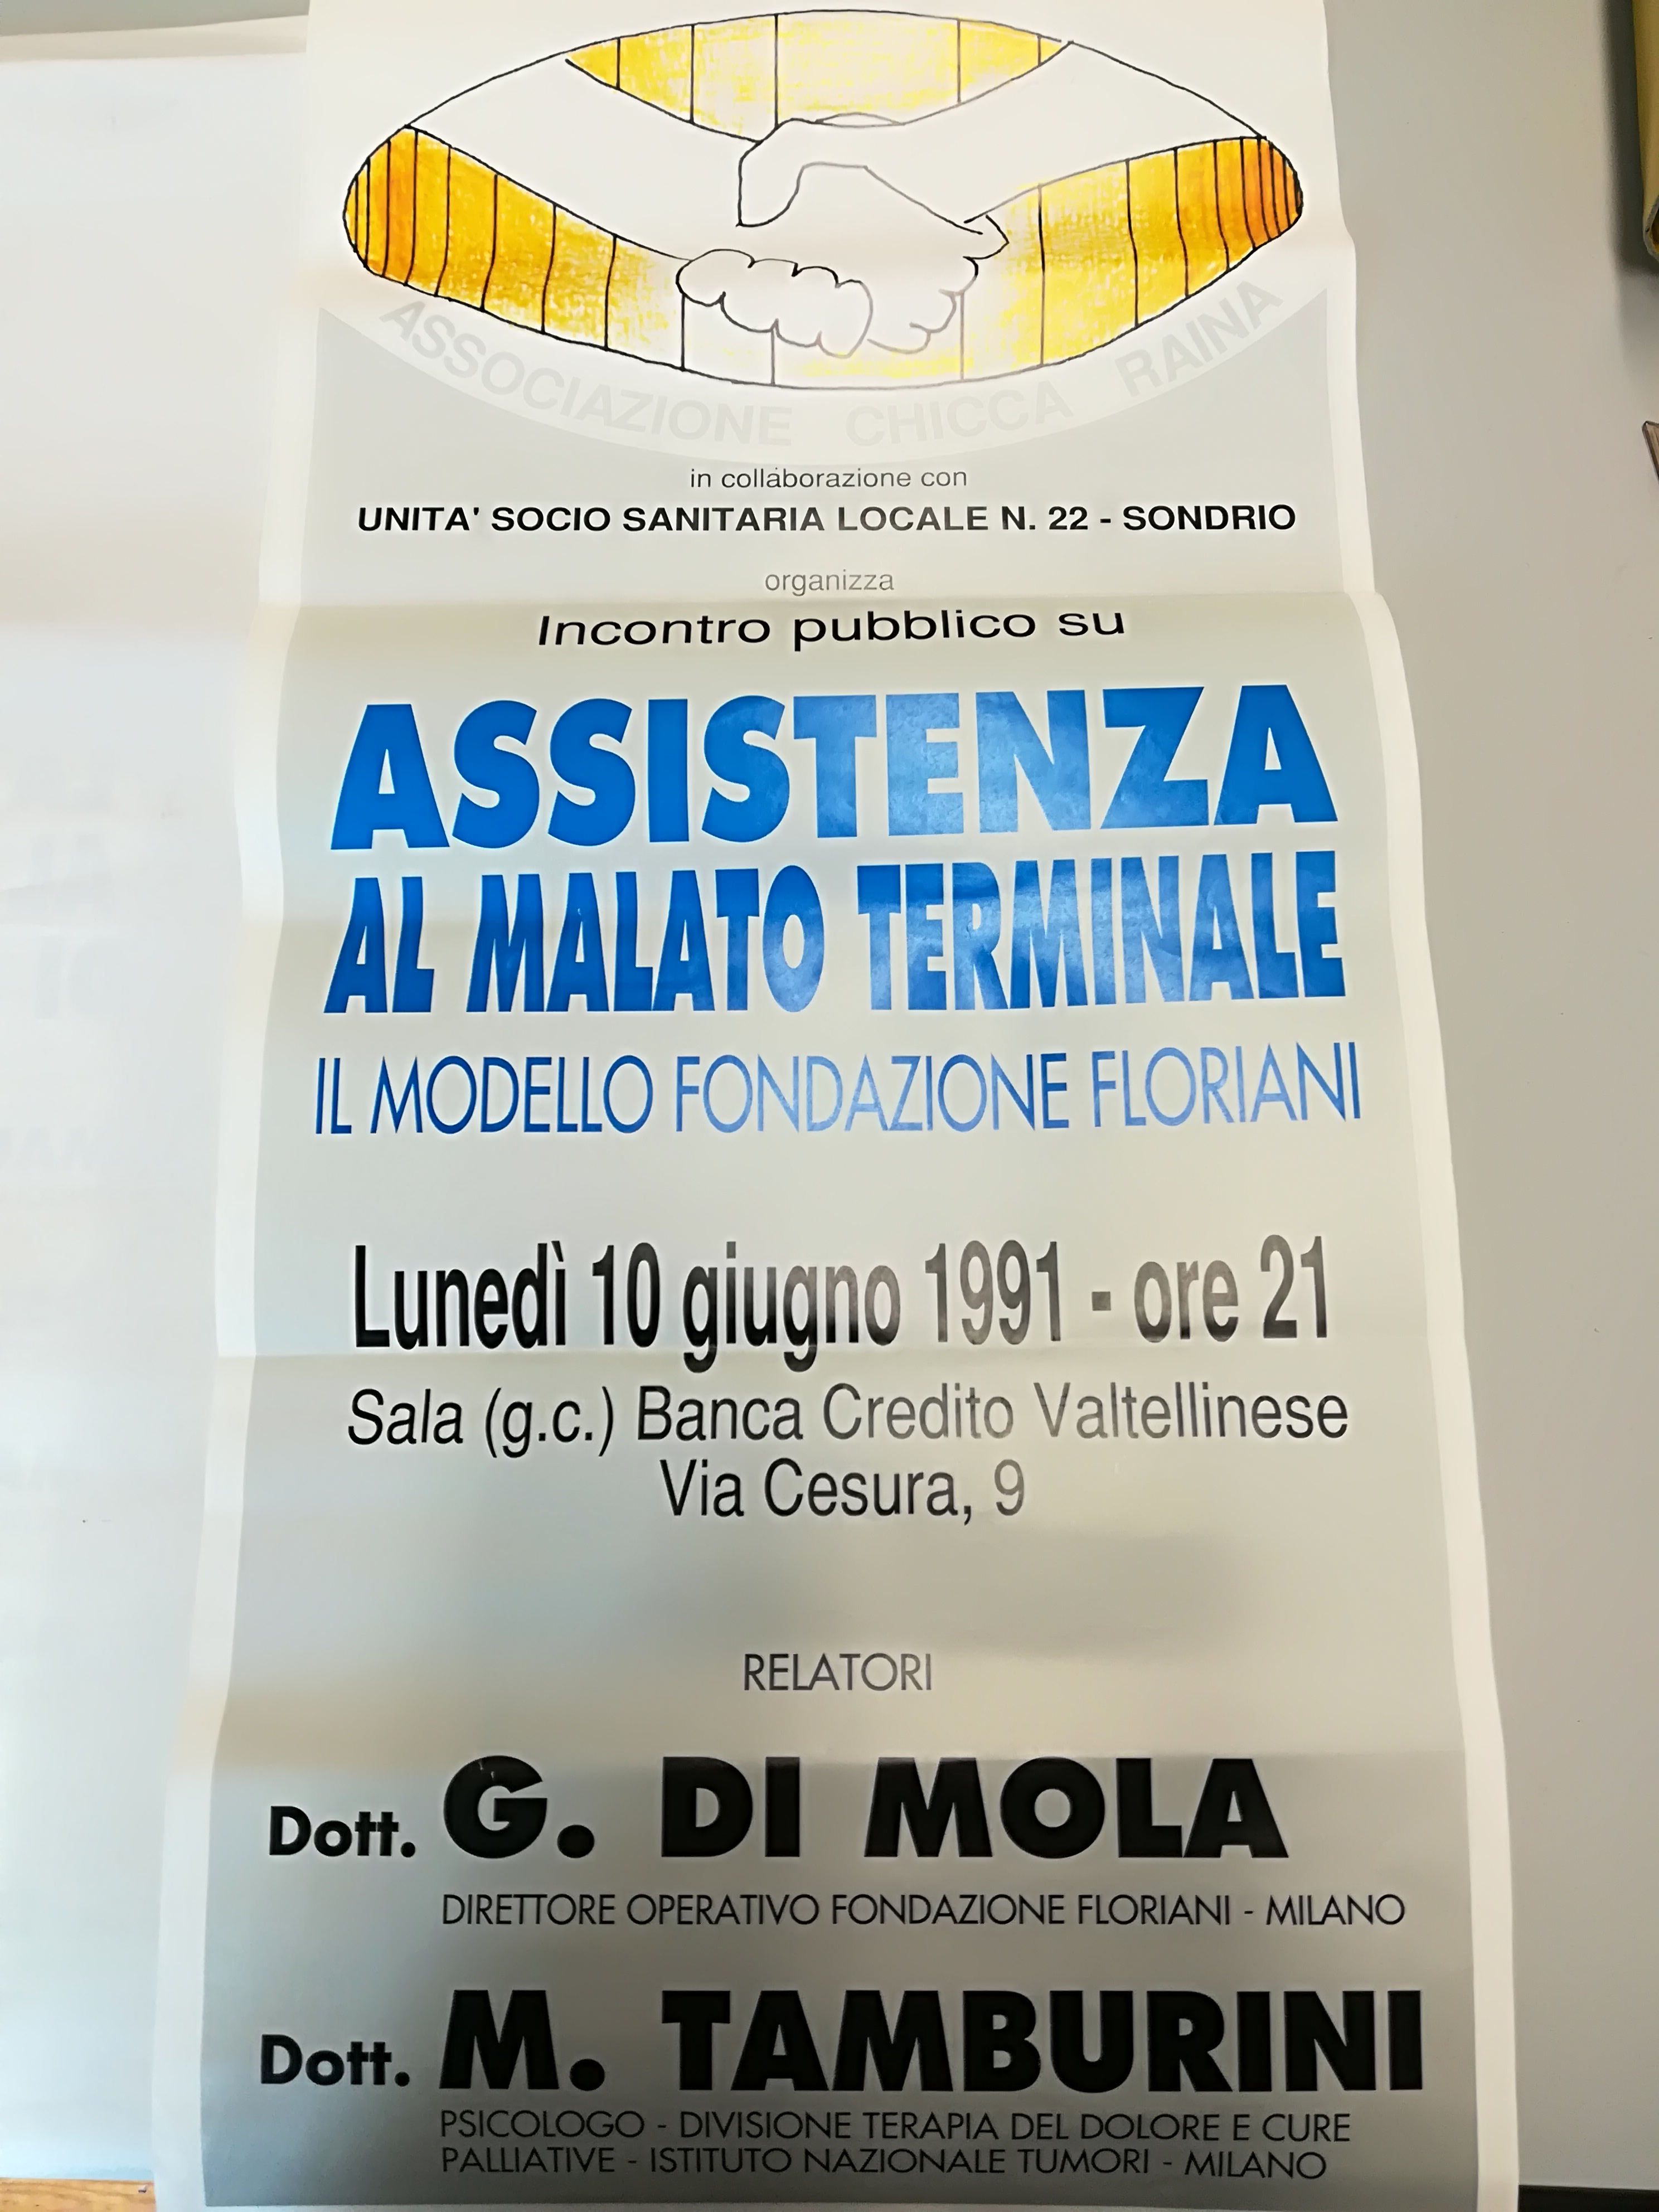 ASSOCIAZIONE CHICCA RAINA
in collaborazione con
UNITA' SOCIO SANITARIA LOCALE N. 22 - SONDRIO
organizza
Incontro pubblico su
ASSISTENZA
AL MALATO TERMINALE
IL MODELLO FONDAZIONE FLORIANI
Lunedì 10 giugno 1991 - ore 21
Sala (g.c.) Banca Credito Valtellinese
Via Cesura, 9
RELATORI
Dott. G. DI MOLA
DIRETTORE OPERATIVO FONDAZIONE FLORIANI - MILANO
Dott. M. TAMBURINI
PSICOLOGO - DIVISIONE TERAPIA DEL DOLORE E CURE
PALLIATIVE - ISTITUTO NAZIONALE TUMORI - MILANO